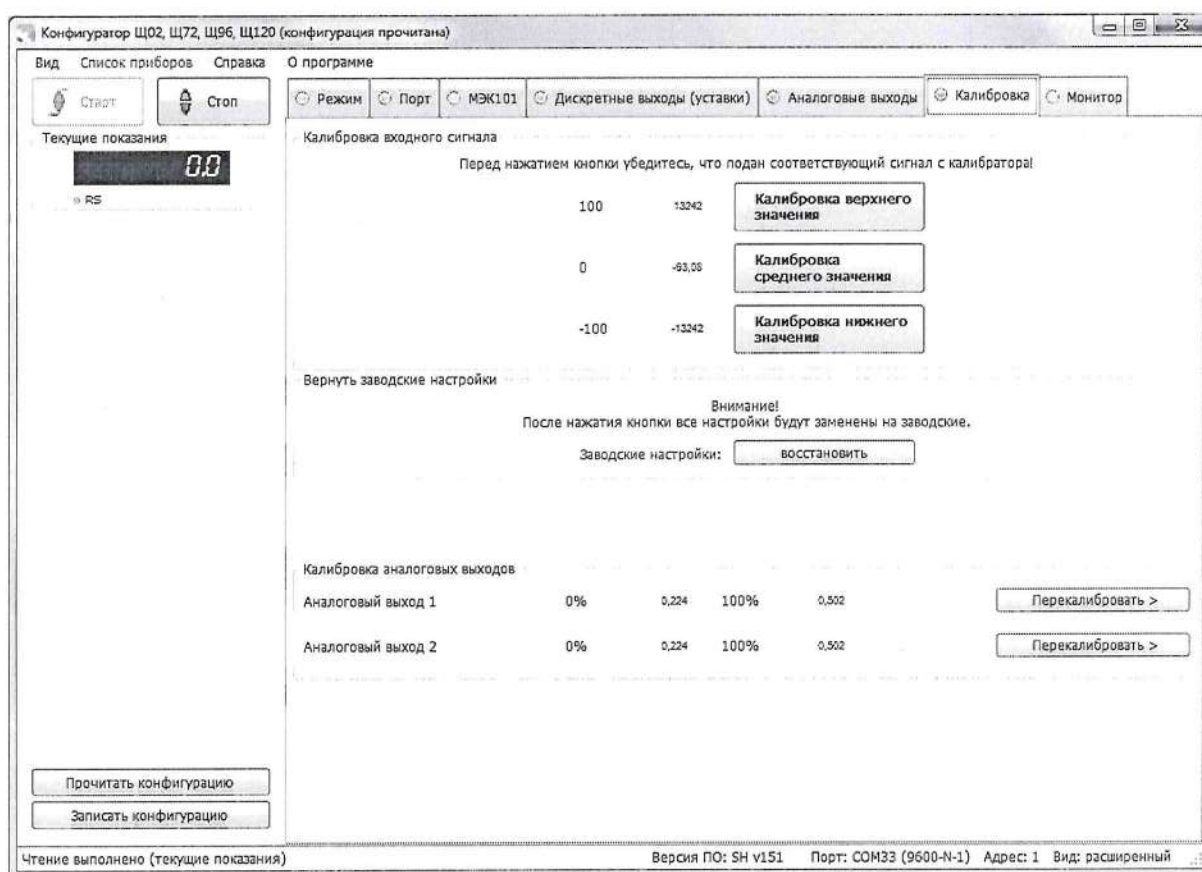 Конфигуратор Щ02, Щ72, Щ96, Щ120 (конфигурация прочитана)
Вид Список приборов Справка О программе
Старт Стоп
Режим Порт МЭК101 Дискретные выходы (уставки) Аналоговые выходы Калибровка Монитор
Текущие показания
0.0
RS
Калибровка входного сигнала
Перед нажатием кнопки убедитесь, что подан соответствующий сигнал с калибратора!
100 13242 Калибровка верхнего
значения
0 -93,08 Калибровка
среднего значения
-100 -13242 Калибровка нижнего
значения
Вернуть заводские настройки
Внимание!
После нажатия кнопки все настройки будут заменены на заводские.
Заводские настройки: восстановить
Калибровка аналоговых выходов
Аналоговый выход 1 0% 0,224 100% 0,502 Перекалибровать >
Аналоговый выход 2 0% 0,224 100% 0,502 Перекалибровать >
Прочитать конфигурацию
Записать конфигурацию
Чтение выполнено (текущие показания) Версия ПО: SH v151 Порт: COM33 (9600-N-1) Адрес: 1 Вид: расширенный